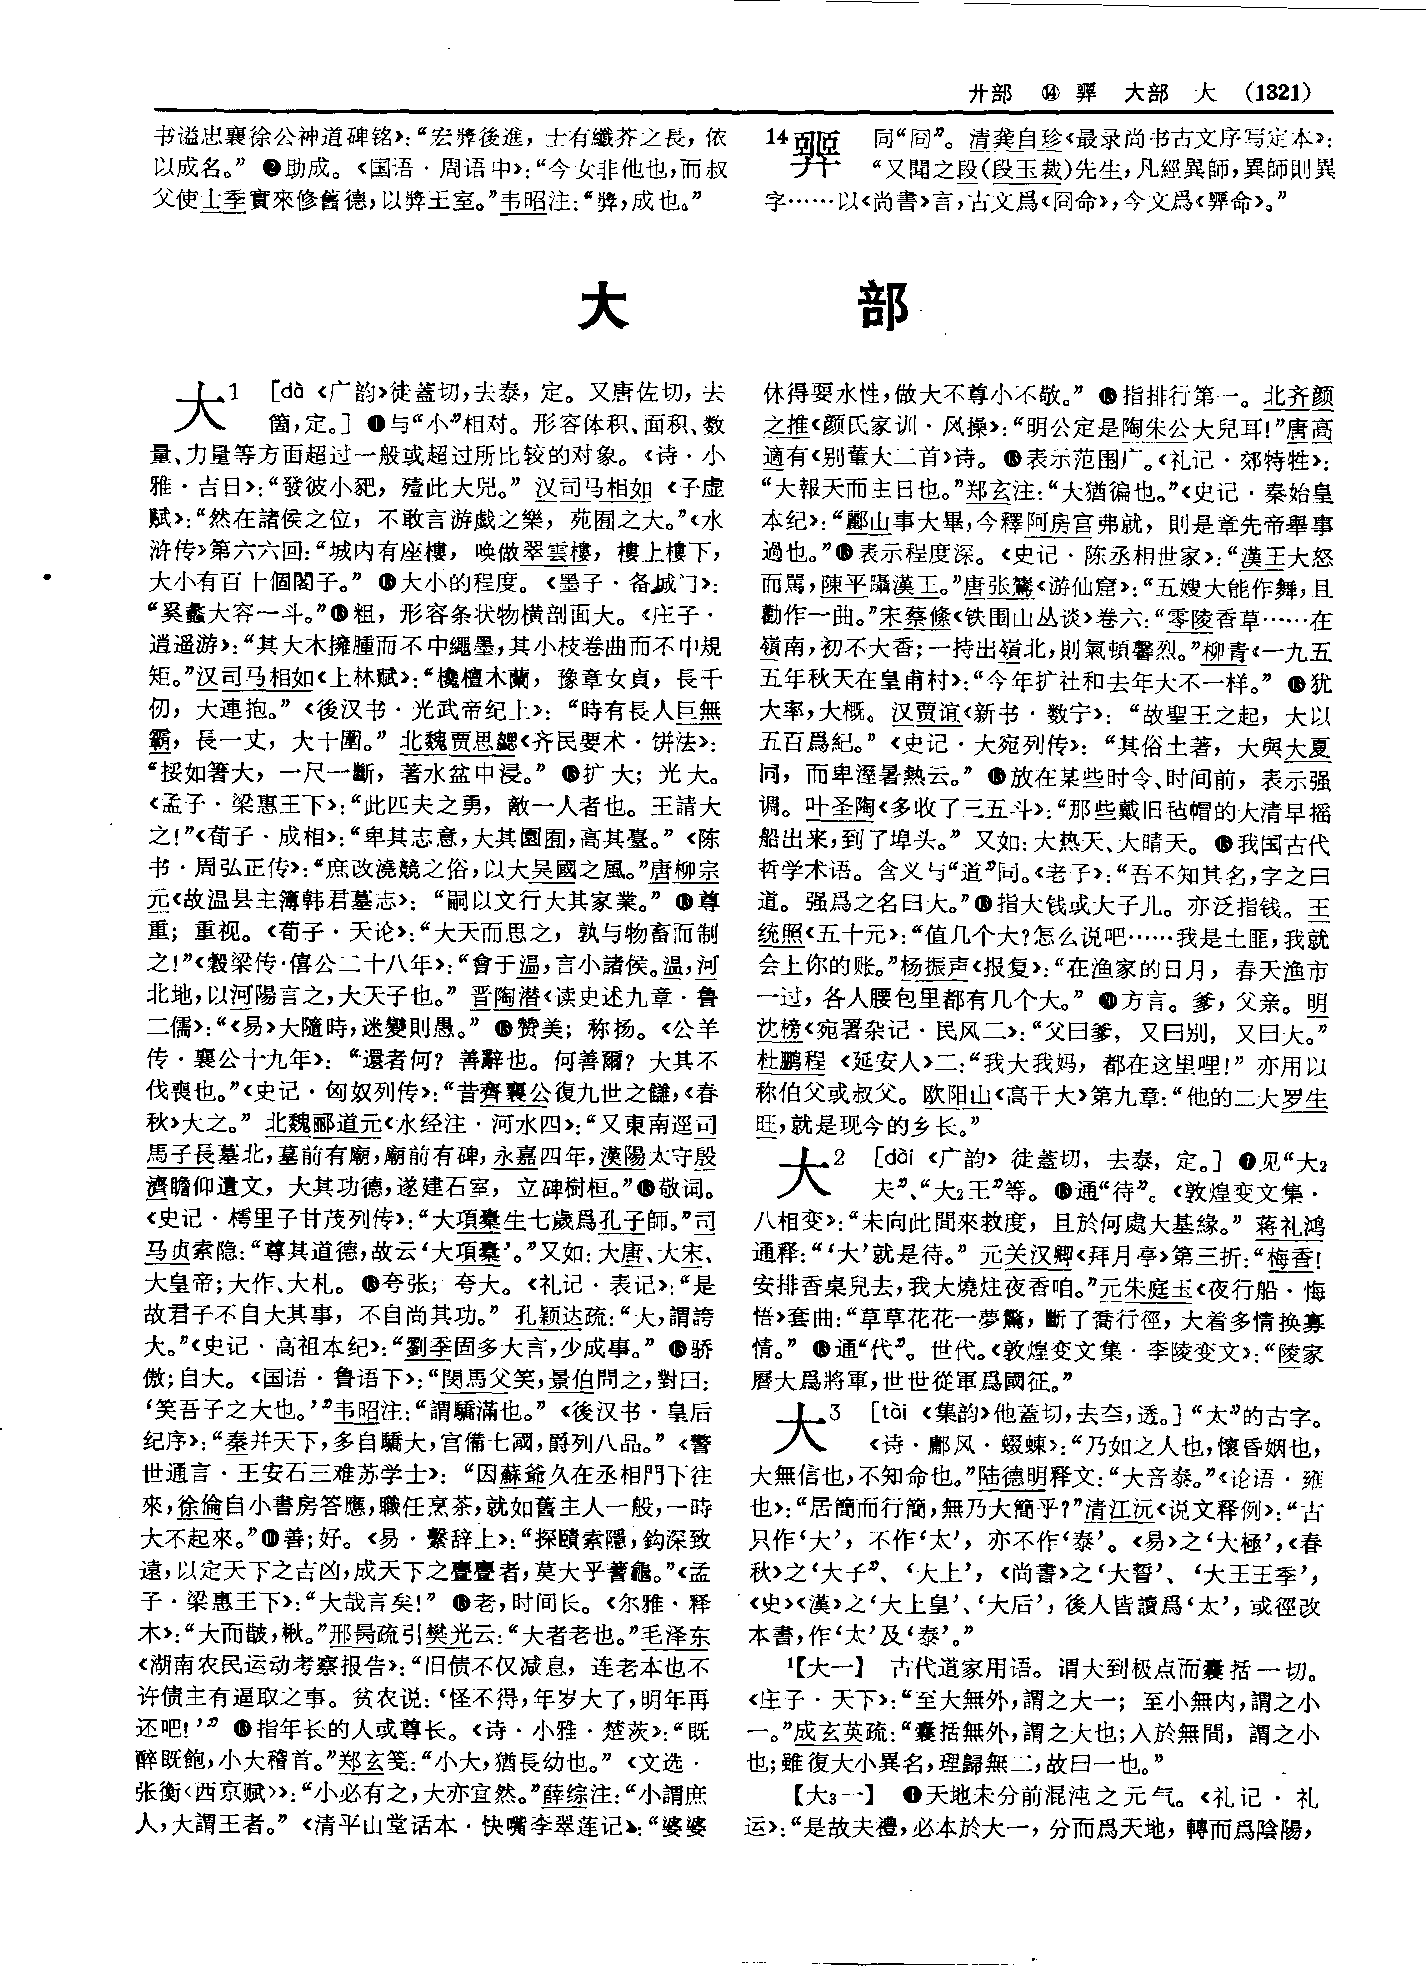 廾部 ⑭ 𢍰 大部 大 (1321)
书谥忠襄徐公神道碑铭》：“宏奬後進，士有纖芥之長，依
以成名。” ❷助成。《国语·周语中》：“今女非他也，而叔
父使士季實來修舊德，以奬王室。”韦昭注：“奬，成也。”
14 同“冏”。清龚自珍《最录尚书古文序写定本》：
“又聞之段(段玉裁)先生，凡經異師，異師則異
字……以《尚書》言，古文爲《冏命》，今文爲《𢍰命》。”
大 部
大1 [dà 《广韵》徒蓋切，去泰，定。又唐佐切，去
箇，定。] ❶与“小”相对。形容体积、面积、数
量、力量等方面超过一般或超过所比较的对象。《诗·小
雅·吉日》：“發彼小豝，殪此大兕。” 汉司马相如《子虚
赋》：“然在諸侯之位，不敢言游戲之樂，苑囿之大。”《水
浒传》第六六回：“城内有座樓，唤做翠雲樓，樓上樓下，
大小有百十個閣子。” 大小的程度。《墨子·备城门》：
“奚蠡大容一斗。”粗，形容条状物横剖面大。《庄子·
逍遥游》：“其大木擁腫而不中繩墨，其小枝卷曲而不中規
矩。”汉司马相如《上林赋》：“欃檀木蘭，豫章女貞，長千
仞，大連抱。”《後汉书·光武帝纪上》：“時有長人巨無
霸，長一丈，大十圍。” 北魏贾思勰《齐民要术·饼法》：
“挼如箸大，一尺一斷，著水盆中浸。” 扩大；光大。
《孟子·梁惠王下》：“此匹夫之勇，敵一人者也。王請大
之！”《荀子·成相》：“卑其志意，大其園囿，高其臺。”《陈
书·周弘正传》：“庶改澆競之俗，以大吴國之風。”唐柳宗
元《故温县主簿韩君墓志》：“嗣以文行大其家業。” 尊
重；重视。《荀子·天论》：“大天而思之，孰与物畜而制
之！”《穀梁传·僖公二十八年》：“會于温，言小諸侯。温，河
北地，以河陽言之，大天子也。” 晋陶潜《读史述九章·鲁
二儒》：“《易》大隨時，迷變則愚。” 赞美；称扬。《公羊
传·襄公十九年》：“還者何？善辭也。何善爾？大其不
伐喪也。”《史记·匈奴列传》：“昔齊襄公復九世之讎，《春
秋》大之。” 北魏郦道元《水经注·河水四》：“又東南逕司
馬子長墓北，墓前有廟，廟前有碑，永嘉四年，漢陽太守殷
濟瞻仰遺文，大其功德，遂建石室，立碑樹桓。”敬词。
《史记·樗里子甘茂列传》：“大項橐生七歲爲孔子師。”司
马贞索隐：“尊其道德，故云‘大項橐’。”又如：大唐、大宋、
大皇帝；大作、大札。 夸张；夸大。《礼记·表记》：“是
故君子不自大其事，不自尚其功。” 孔颖达疏：“大，謂誇
大。”《史记·高祖本纪》：“劉季固多大言，少成事。” 骄
傲；自大。《国语·鲁语下》：“閔馬父笑，景伯問之，對曰：
‘笑吾子之大也。’”韦昭注：“謂驕滿也。”《後汉书·皇后
纪序》：“秦并天下，多自驕大，宫備七國，爵列八品。”《警
世通言·王安石三难苏学士》：“因蘇爺久在丞相門下往
來，徐倫自小書房答應，職任烹茶，就如舊主人一般，一時
大不起來。”❿善；好。《易·繫辞上》：“探賾索隱，鈎深致
遠，以定天下之吉凶，成天下之亹亹者，莫大乎蓍龜。”《孟
子·梁惠王下》：“大哉言矣！” 老，时间长。《尔雅·释
木》：“大而皵，楸。”邢昺疏引樊光云：“大者老也。”毛泽东
《湖南农民运动考察报告》：“旧债不仅减息，连老本也不
许债主有逼取之事。贫农说：‘怪不得，年岁大了，明年再
还吧！’” 指年长的人或尊长。《诗·小雅·楚茨》：“既
醉既飽，小大稽首。”郑玄笺：“小大，猶長幼也。”《文选·
张衡〈西京赋〉》：“小必有之，大亦宜然。”薛综注：“小謂庶
人，大謂王者。”《清平山堂话本·快嘴李翠莲记》：“婆婆
休得耍水性，做大不尊小不敬。” 指排行第一。北齐颜
之推《颜氏家训·风操》：“明公定是陶朱公大兒耳！”唐高
適有《别董大二首》诗。 表示范围广。《礼记·郊特牲》：
“大報天而主日也。”郑玄注：“大猶徧也。”《史记·秦始皇
本纪》：“酈山事大畢，今釋阿房宫弗就，則是章先帝舉事
過也。”表示程度深。《史记·陈丞相世家》：“漢王大怒
而罵，陳平躡漢王。”唐张鷟《游仙窟》：“五嫂大能作舞，且
勸作一曲。”宋蔡絛《铁围山丛谈》卷六：“零陵香草……在
嶺南，初不大香；一持出嶺北，則氣頓馨烈。”柳青《一九五
五年秋天在皇甫村》：“今年扩社和去年大不一样。” 犹
大率，大概。汉贾谊《新书·数宁》：“故聖王之起，大以
五百爲紀。”《史记·大宛列传》：“其俗土著，大與大夏
同，而卑溼暑熱云。” 放在某些时令、时间前，表示强
调。叶圣陶《多收了三五斗》：“那些戴旧毡帽的大清早摇
船出来，到了埠头。” 又如：大热天、大晴天。 我国古代
哲学术语。含义与“道”同。《老子》：“吾不知其名，字之曰
道。强爲之名曰大。”指大钱或大子儿。亦泛指钱。王
统照《五十元》：“值几个大？怎么说吧……我是土匪，我就
会上你的账。”杨振声《报复》：“在渔家的日月，春天渔市
一过，各人腰包里都有几个大。” 方言。爹，父亲。明
沈榜《宛署杂记·民风二》：“父曰爹，又曰别，又曰大。”
杜鹏程《延安人》二：“我大我妈，都在这里哩！”亦用以
称伯父或叔父。欧阳山《高干大》第九章：“他的二大罗生
旺，就是现今的乡长。”
大2 [dài 《广韵》徒蓋切，去泰，定。] ❶见“大2
夫”、“大2王”等。 通“待”。《敦煌变文集·
八相变》：“未向此間來救度，且於何處大基緣。” 蒋礼鸿
通释：“‘大’就是待。” 元关汉卿《拜月亭》第三折：“梅香！
安排香桌兒去，我大燒炷夜香咱。”元朱庭玉《夜行船·悔
悟》套曲：“草草花花一夢驚，斷了喬行徑，大着多情换寡
情。” 通“代”。世代。《敦煌变文集·李陵变文》：“陵家
曆大爲將軍，世世從軍爲國征。”
大3 [tài 《集韵》他蓋切，去夳，透。]“太”的古字。
《诗·鄘风·蝃蝀》：“乃如之人也，懷昏姻也，
大無信也，不知命也。”陆德明释文：“大音泰。”《论语·雍
也》：“居簡而行簡，無乃大簡乎？”清江沅《说文释例》：“古
只作‘大’，不作‘太’，亦不作‘泰’。《易》之‘大極’，《春
秋》之‘大子’、‘大上’，《尚書》之‘大誓’、‘大王王季’，
《史》《漢》之‘大上皇’、‘大后’，後人皆讀爲‘太’，或徑改
本書，作‘太’及‘泰’。”
1【大一】 古代道家用语。谓大到极点而囊括一切。
《庄子·天下》：“至大無外，謂之大一；至小無内，謂之小
一。”成玄英疏：“囊括無外，謂之大也；入於無間，謂之小
也；雖復大小異名，理歸無二，故曰一也。”
【大3一】 ❶天地未分前混沌之元气。《礼记·礼
运》：“是故夫禮，必本於大一，分而爲天地，轉而爲陰陽，